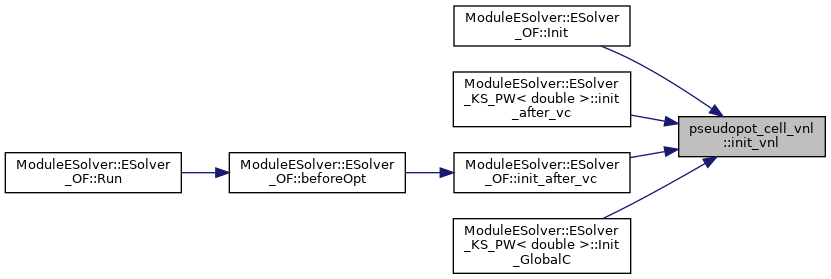 ModuleESolver::ESolver
_OF::Init
ModuleESolver::ESolver
_KS_PW< double >::init
_after_vc
pseudopot_cell_vnl
::init_vnl
ModuleESolver::ESolver
_OF::Run
ModuleESolver::ESolver
_OF::beforeOpt
ModuleESolver::ESolver
_OF::init_after_vc
ModuleESolver::ESolver
_KS_PW< double >::Init
_GlobalC